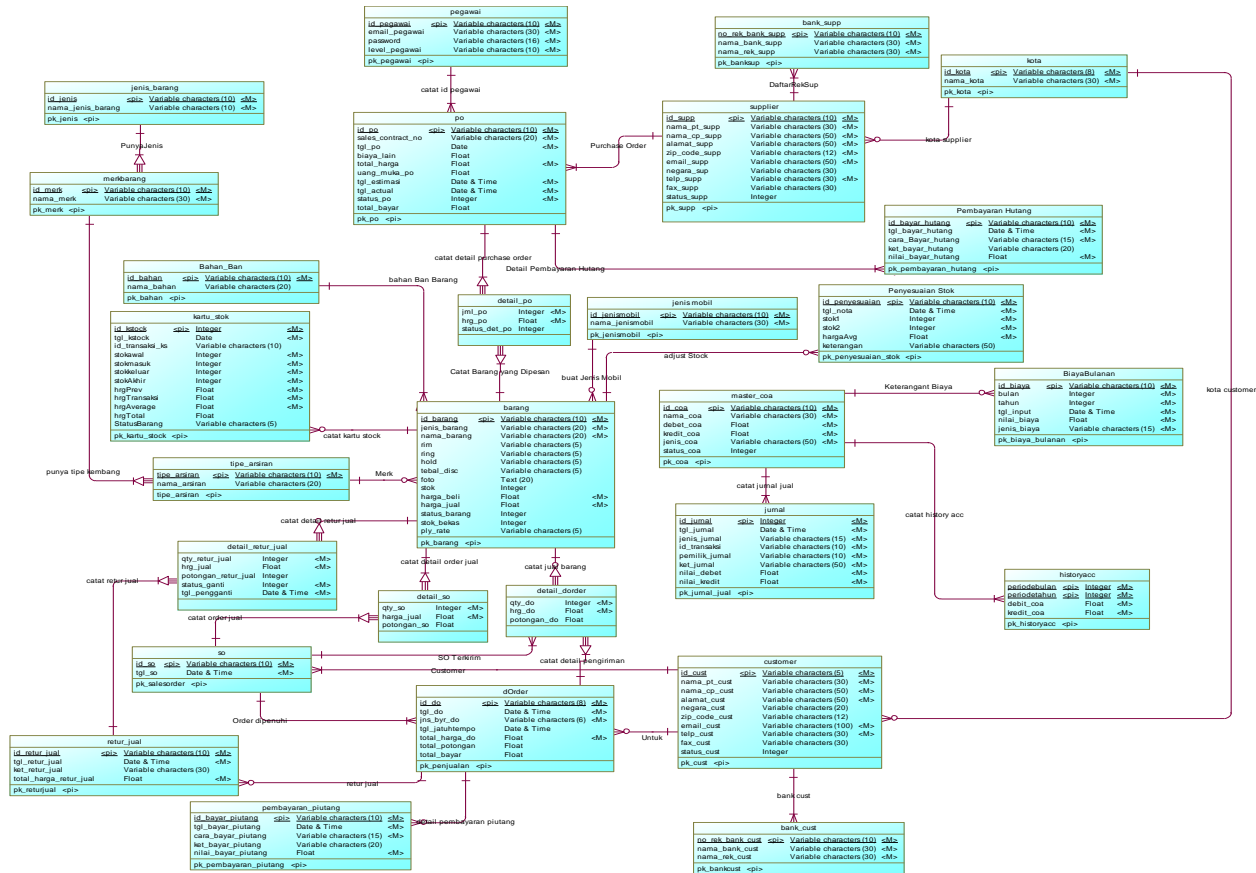 pegawai
id_pegawai <pi> Variable characters (10) <M>
email_pegawai Variable characters (30) <M>
password Variable characters (16) <M>
level_pegawai Variable characters (10) <M>
pk_pegawai <pi>
bank_supp
no_rek_bank_supp <pi> Variable characters (10) <M>
nama_bank_supp Variable characters (30) <M>
nama_rek_supp Variable characters (30) <M>
pk_banksup <pi>
kota
id_kota <pi> Variable characters (8) <M>
nama_kota Variable characters (30) <M>
pk_kota <pi>
jenis_barang
id_jenis <pi> Variable characters (10) <M>
nama_jenis_barang Variable characters (10) <M>
pk_jenis <pi>
catat id pegawai
DaftarRekSup
PunyaJenis
po
id_po <pi> Variable characters (10) <M>
sales_contract_no Variable characters (20) <M>
tgl_po Date <M>
biaya_lain Float
total_harga Float <M>
uang_muka_po Float
tgl_estimasi Date & Time <M>
tgl_actual Date & Time <M>
status_po Integer <M>
total_bayar Float
pk_po <pi>
Purchase Order
supplier
id_supp <pi> Variable characters (10) <M>
nama_pt_supp Variable characters (30) <M>
nama_cp_supp Variable characters (50) <M>
alamat_supp Variable characters (50) <M>
zip_code_supp Variable characters (12) <M>
email_supp Variable characters (50) <M>
negara_sup Variable characters (30)
telp_supp Variable characters (30) <M>
fax_supp Variable characters (30)
status_supp Integer
pk_supp <pi>
kota supplier
kota customer
merkbarang
id_merk <pi> Variable characters (10) <M>
nama_merk Variable characters (30) <M>
pk_merk <pi>
Pembayaran Hutang
id_bayar_hutang <pi> Variable characters (10) <M>
tgl_bayar_hutang Date & Time <M>
cara_Bayar_hutang Variable characters (15) <M>
ket_bayar_hutang Variable characters (20)
nilai_bayar_hutang Float <M>
pk_pembayaran_hutang <pi>
catat detail purchase order
Detail Pembayaran Hutang
Bahan_Ban
id_bahan <pi> Variable characters (10) <M>
nama_bahan Variable characters (20)
pk_bahan <pi>
bahan Ban Barang
detail_po
jml_po Integer <M>
hrg_po Float <M>
status_det_po Integer
jenis mobil
id_jenismobil <pi> Variable characters (10) <M>
nama_jenismobil Variable characters (30) <M>
pk_jenismobil <pi>
Penyesuaian Stok
id_penyesuaian <pi> Variable characters (10) <M>
tgl_nota Date & Time <M>
stok1 Integer <M>
stok2 Integer <M>
hargaAvg Float <M>
keterangan Variable characters (50)
pk_penyesuaian_stok <pi>
kartu_stok
id_kstock <pi> Integer <M>
tgl_kstock Date <M>
id_transaksi_ks Variable characters (10)
stokawal Integer <M>
stokmasuk Integer <M>
stokkeluar Integer <M>
stokAkhir Integer <M>
hrgPrev Float <M>
hrgTransaksi Float <M>
hrgAverage Float <M>
hrgTotal Float
StatusBarang Variable characters (5)
pk_kartu_stock <pi>
Catat Barang yang Dipesan
buat Jenis Mobil
adjust Stock
catat kartu stock
barang
id_barang <pi> Variable characters (10) <M>
jenis_barang Variable characters (20) <M>
nama_barang Variable characters (20) <M>
rim Variable characters (5)
ring Variable characters (5)
hold Variable characters (5)
tebal_disc Variable characters (5)
foto Text (20)
stok Integer
harga_beli Float <M>
harga_jual Float <M>
status_barang Integer
stok_bekas Integer
ply_rate Variable characters (5)
pk_barang <pi>
master_coa
id_coa <pi> Variable characters (10) <M>
nama_coa Variable characters (30) <M>
debet_coa Float <M>
kredit_coa Float <M>
jenis_coa Variable characters (50) <M>
status_coa Integer
pk_coa <pi>
Keterangant Biaya
BiayaBulanan
id_biaya <pi> Variable characters (10) <M>
bulan Integer <M>
tahun Integer <M>
tgl_input Date & Time <M>
nilai_biaya Float <M>
jenis_biaya Variable characters (15) <M>
pk_biaya_bulanan <pi>
punya tipe kembang
tipe_arsiran
tipe_arsiran <pi> Variable characters (10) <M>
nama_arsiran Variable characters (20)
tipe_arsiran <pi>
Merk
catat jurnal jual
catat history acc
jurnal
id_jurnal <pi> Integer <M>
tgl_jurnal Date & Time <M>
jenis_jurnal Variable characters (15) <M>
id_transaksi Variable characters (10) <M>
pemilik_jurnal Variable characters (10) <M>
ket_jurnal Variable characters (50) <M>
nilai_debet Float <M>
nilai_kredit Float <M>
pk_jurnal_jual <pi>
catat detail retur jual
detail_retur_jual
qty_retur_jual Integer <M>
hrg_jual Float <M>
potongan_retur_jual Integer
status_ganti Integer <M>
tgl_pengganti Date & Time <M>
catat retur jual
catat detail order jual
catat jual barang
detail_so
qty_so Integer <M>
harga_jual Float <M>
potongan_so Float
catat order jual
detail_dorder
qty_do Integer <M>
hrg_do Float <M>
potongan_do Float
historyacc
periodebulan <pi> Integer <M>
periodetahun <pi> Integer <M>
debit_coa Float <M>
kredit_coa Float <M>
pk_historyacc <pi>
so
id_so <pi> Variable characters (10) <M>
tgl_so Date & Time <M>
pk_salesorder <pi>
SO Terkirim
Customer
catat detail pengiriman
customer
id_cust <pi> Variable characters (5) <M>
nama_pt_cust Variable characters (30) <M>
nama_cp_cust Variable characters (50) <M>
alamat_cust Variable characters (50) <M>
negara_cust Variable characters (20)
zip_code_cust Variable characters (12)
email_cust Variable characters (100) <M>
telp_cust Variable characters (30) <M>
fax_cust Variable characters (30)
status_cust Integer
pk_cust <pi>
dOrder
id_do <pi> Variable characters (8) <M>
tgl_do Date & Time <M>
jns_byr_do Variable characters (6) <M>
tgl_jatuhtempo Date & Time <M>
total_harga_do Float <M>
total_potongan Float
total_bayar Float
pk_penjualan <pi>
Order dipenuhi
Untuk
retur_jual
id_retur_jual <pi> Variable characters (10) <M>
tgl_retur_jual Date & Time <M>
ket_retur_jual Variable characters (30)
total_harga_retur_jual Float <M>
pk_returjual <pi>
retur jual
bank cust
pembayaran_piutang
id_bayar_piutang <pi> Variable characters (10) <M>
tgl_bayar_piutang Date & Time <M>
cara_bayar_piutang Variable characters (15) <M>
ket_bayar_piutang Variable characters (20)
nilai_bayar_piutang Float <M>
pk_pembayaran_piutang <pi>
detail pembayaran piutang
bank_cust
no_rek_bank_cust <pi> Variable characters (10) <M>
nama_bank_cust Variable characters (30) <M>
nama_rek_cust Variable characters (30) <M>
pk_bankcust <pi>